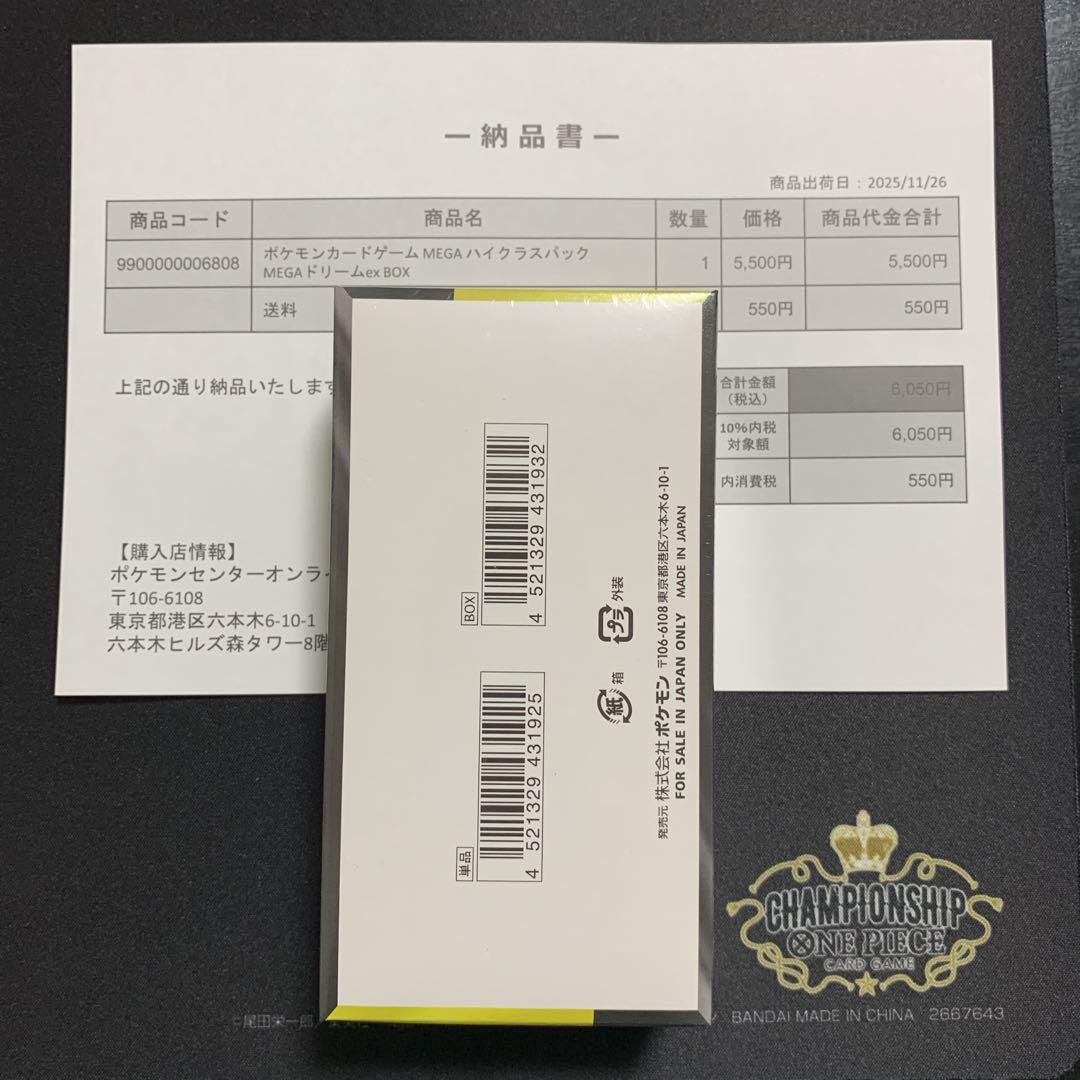 ー納品書ー
商品出荷日：2025/11/26
商品コード 商品名 数量 価格 商品代金合計
9900000006808 ポケモンカードゲーム MEGA ハイクラスパック
MEGAドリームex BOX 1 5,500円 5,500円
送料 550円 550円
上記の通り納品いたします
合計金額
（税込） 6,050円
10%内税
対象額 6,050円
内消費税 550円
【購入店情報】
ポケモンセンターオンライ
〒106-6108
東京都港区六本木6-10-1
六本木ヒルズ森タワー8階
BOX
4 521329 431932
単品
4 521329 431925
プラ 外装
紙 箱
発売元 株式会社 ポケモン 〒106-6108 東京都港区六本木6-10-1
FOR SALE IN JAPAN ONLY MADE IN JAPAN
CHAMPIONSHIP
ONE PIECE
CARD GAME
©尾田栄一郎
BANDAI MADE IN CHINA 2667643